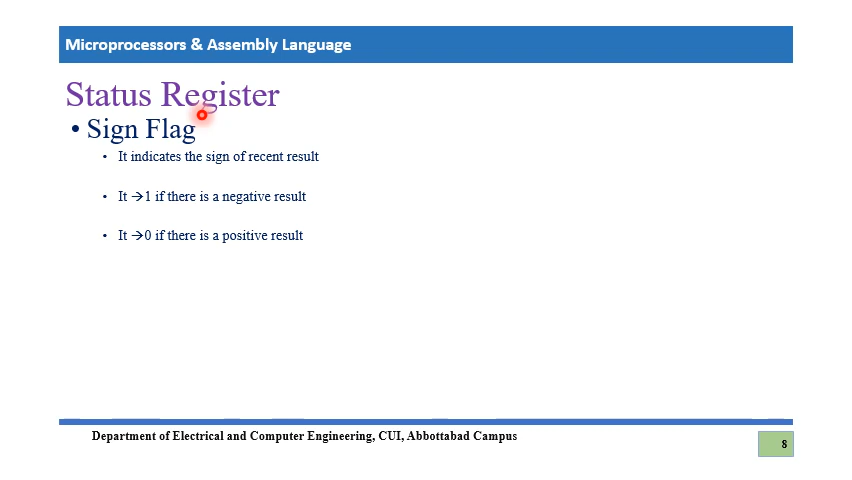 Microprocessors & Assembly Language
Status Register
• Sign Flag
• It indicates the sign of recent result
• It →1 if there is a negative result
• It →0 if there is a positive result
Department of Electrical and Computer Engineering, CUI, Abbottabad Campus
8